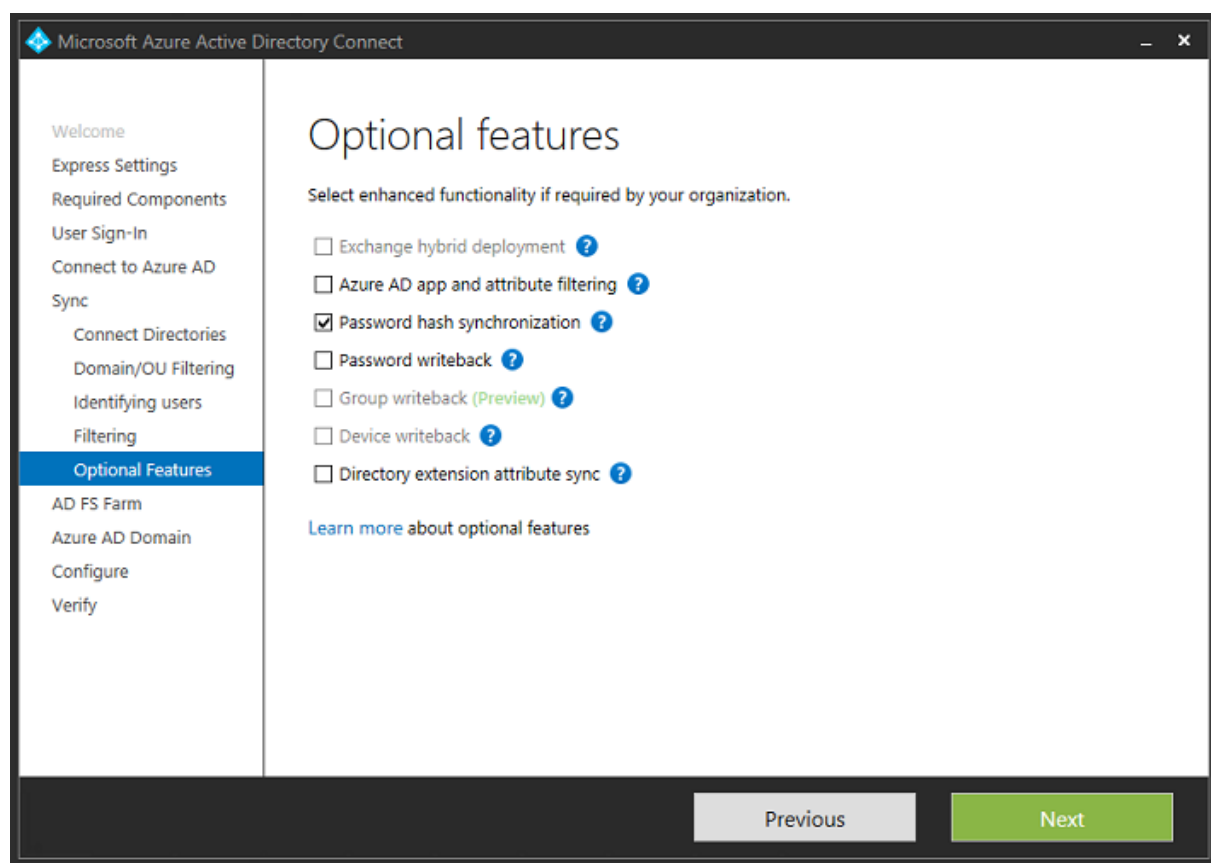 Microsoft Azure Active Directory Connect
Welcome
Express Settings
Required Components
User Sign-In
Connect to Azure AD
Sync
Connect Directories
Domain/OU Filtering
Identifying users
Filtering
Optional Features
AD FS Farm
Azure AD Domain
Configure
Verify
Optional features
Select enhanced functionality if required by your organization.
Exchange hybrid deployment ?
Azure AD app and attribute filtering ?
Password hash synchronization ?
Password writeback ?
Group writeback (Preview) ?
Device writeback ?
Directory extension attribute sync ?
Learn more about optional features
Previous
Next